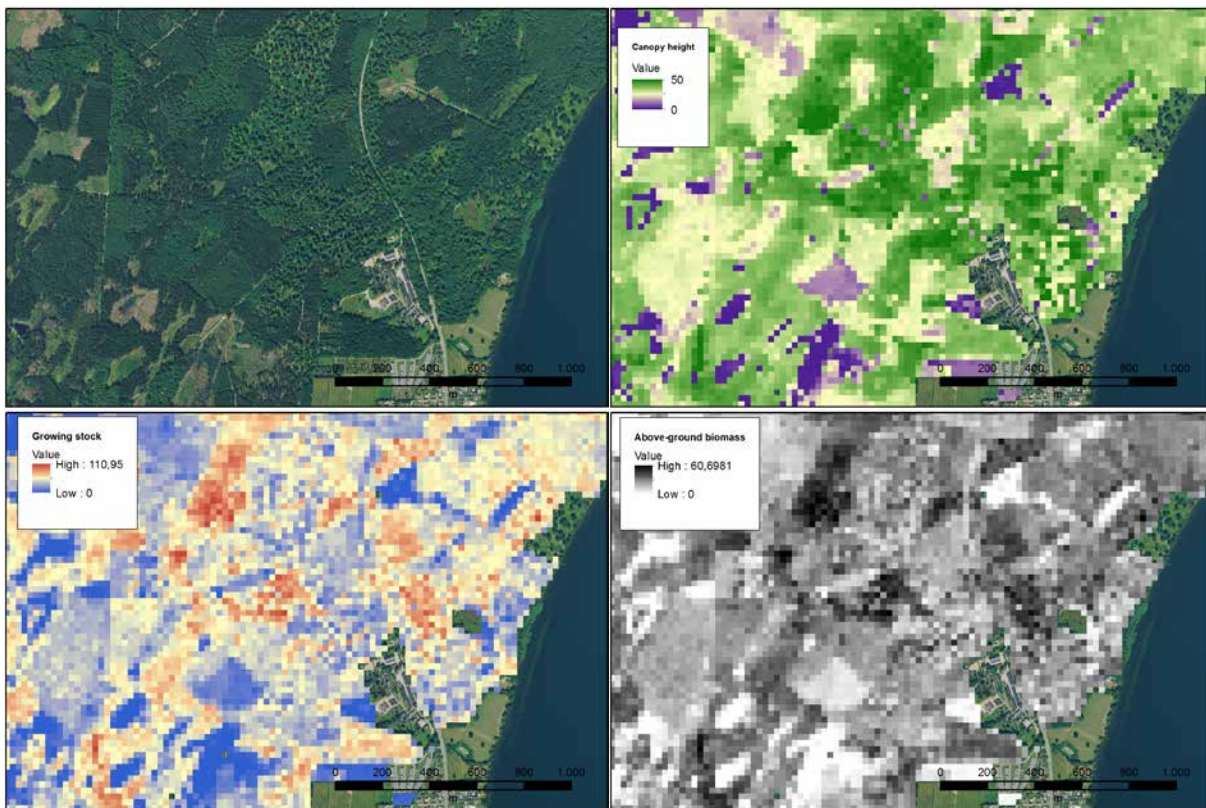 0 200 400 600 800 1.000
m
Canopy height
Value
50
0
0 200 400 600 800 1.000
m
Growing stock
Value
High : 110,95
Low : 0
0 200 400 600 800 1.000
m
Above-ground biomass
Value
High : 60,6981
Low : 0
0 200 400 600 800 1.000
m